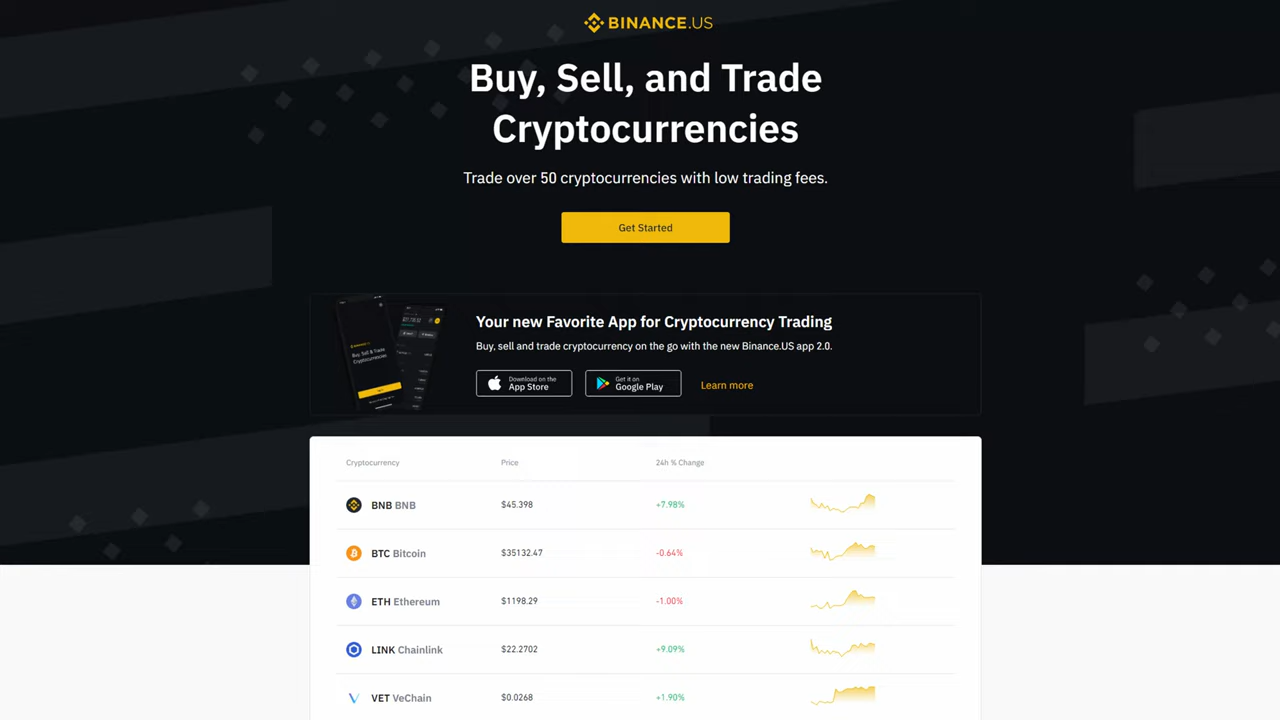 BINANCE.US
Buy, Sell, and Trade
Cryptocurrencies
Trade over 50 cryptocurrencies with low trading fees.
Get Started
Your new Favorite App for Cryptocurrency Trading
Buy, sell and trade cryptocurrency on the go with the new Binance.US app 2.0.
Buy, Sell & Trade
Cryptocurrencies
Download on the
App Store
Get it on
Google Play
Learn more
Cryptocurrency Price 24h % Change
BNB BNB $45.398 +7.98%
BTC Bitcoin $35132.47 -0.64%
ETH Ethereum $1198.29 -1.00%
LINK Chainlink $22.2702 +9.09%
VET VeChain $0.0268 +1.90%